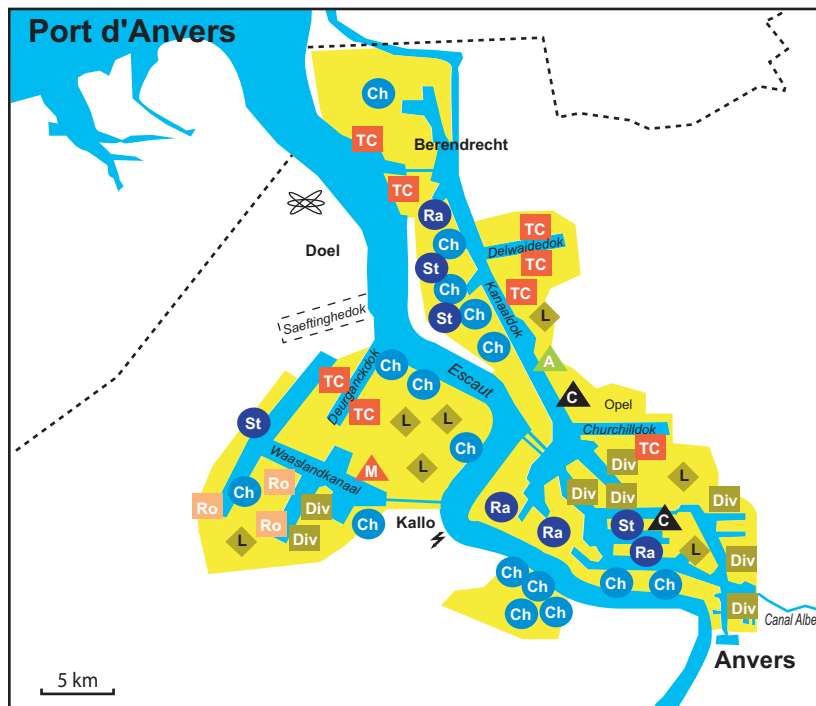 Port d'Anvers
Ch
TC
Berendrecht
TC
Ra
TC
Ch
Delwaidedok
Doel
St
TC
Ch
Kanaaldok
TC
Saeftinghedok
St
Ch
L
Ch
A
Ch
Escaut
Deurganckdok
Ch
TC
C
Opel
TC
L
L
St
Churchilldok
Ch
TC
Waaslandkanaal
M
L
Div
L
Ro
Ch
Div
Div
Div
Ro
Div
Ra
Ro
Ch
Kallo
St
C
Ra
L
Div
Ra
L
Div
Ch
Ch
Ch
Ch
Ch
Ch
Div
Canal Albe
Anvers
5 km